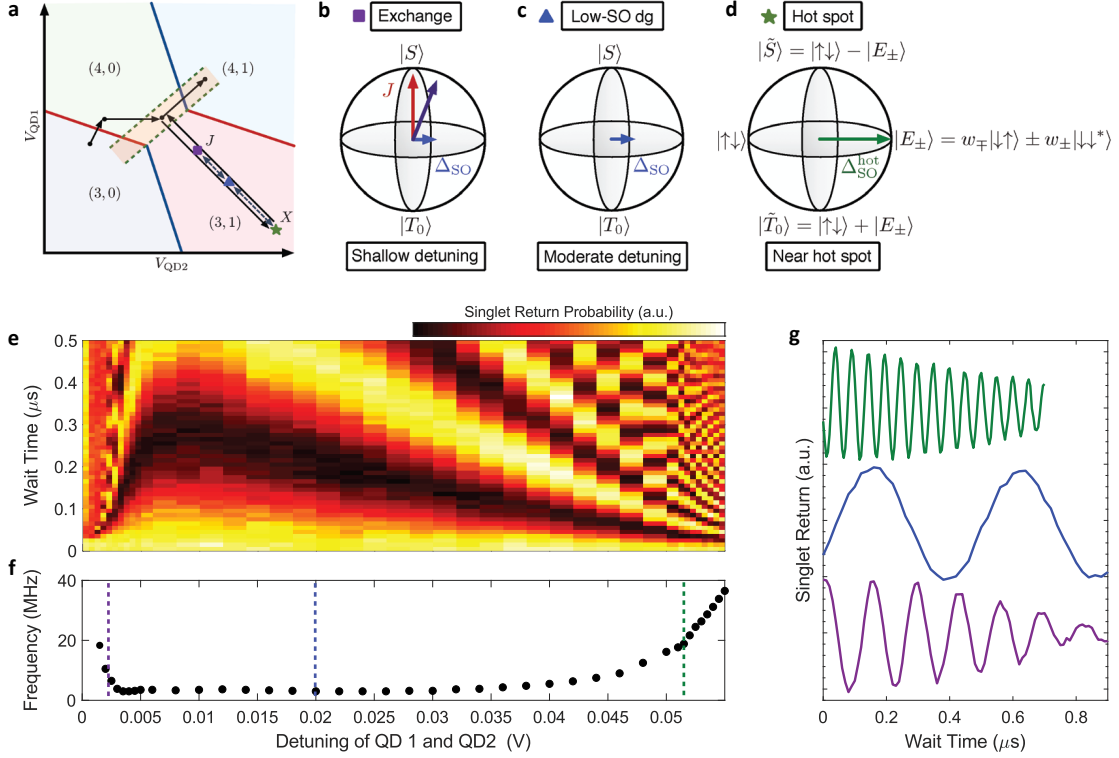 a
V_QD1
(4, 0)
(4, 1)
J
(3, 0)
(3, 1)
X
V_QD2
b
Exchange
|S⟩
J
Δ_SO
|T_0⟩
Shallow detuning
c
Low-SO dg
|S⟩
Δ_SO
|T_0⟩
Moderate detuning
d
Hot spot
|S̃⟩ = |↑↓⟩ − |E_±⟩
|↑↓⟩
|E_±⟩ = w_∓|↓↑⟩ ± w_±|↓↓*⟩
Δ_SO^hot
|T̃_0⟩ = |↑↓⟩ + |E_±⟩
Near hot spot
e
Singlet Return Probability (a.u.)
0.5
0.4
0.3
0.2
0.1
0
Wait Time (μs)
f
40
20
0
Frequency (MHz)
0 0.005 0.01 0.015 0.02 0.025 0.03 0.035 0.04 0.045 0.05
Detuning of QD 1 and QD2 (V)
g
Singlet Return (a.u.)
0 0.2 0.4 0.6 0.8
Wait Time (μs)